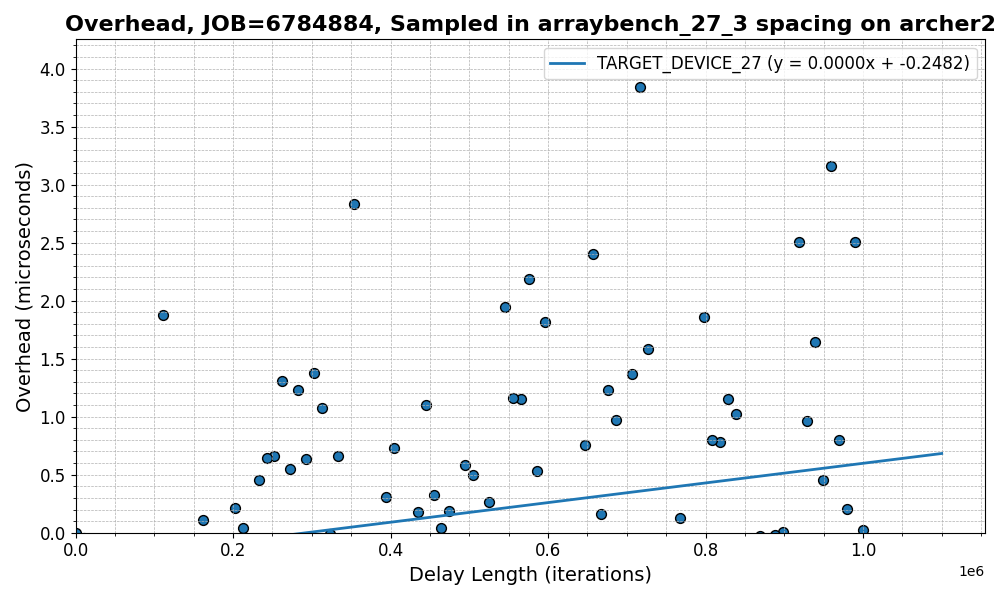 Overhead, JOB=6784884, Sampled in arraybench_27_3 spacing on archer2
TARGET_DEVICE_27 (y = 0.0000x + -0.2482)
Overhead (microseconds)
4.0
3.5
3.0
2.5
2.0
1.5
1.0
0.5
0.0
0.0 0.2 0.4 0.6 0.8 1.0
1e6
Delay Length (iterations)